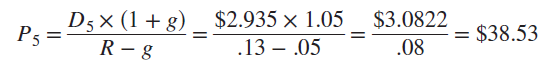 P5 = D5 × (1 + g) / R − g = $2.935 × 1.05 / .13 − .05 = $3.0822 / .08 = $38.53